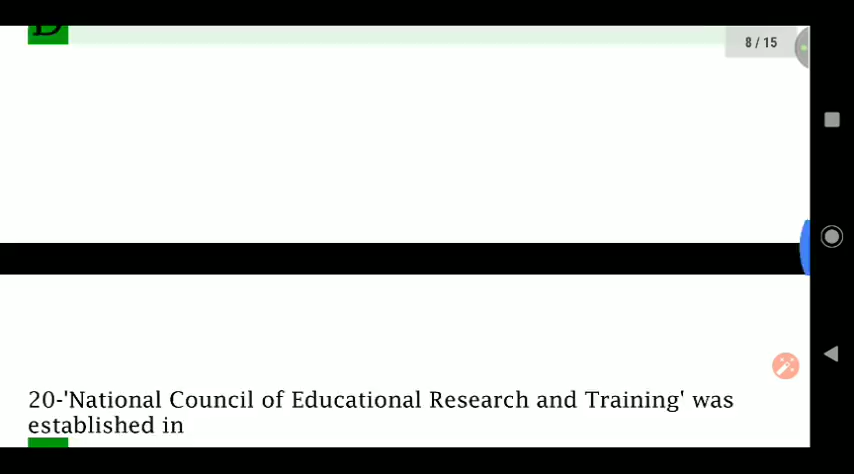 8 / 15
20-'National Council of Educational Research and Training' was
established in